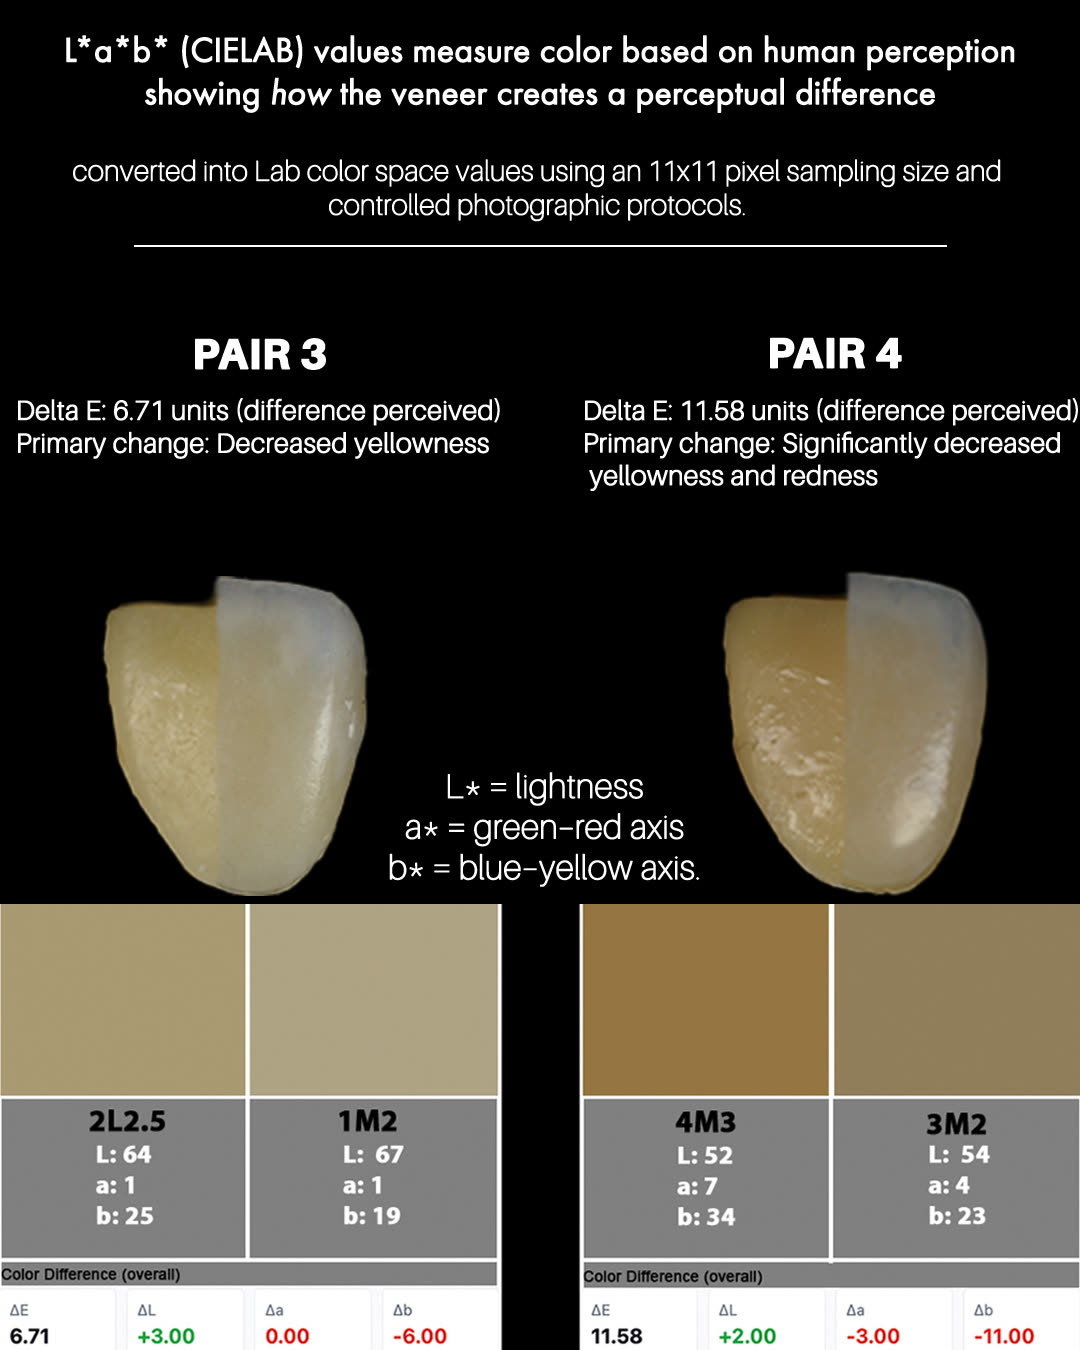 L*a*b* (CIELAB) values measure color based on human perception
showing how the veneer creates a perceptual difference
converted into Lab color space values using an 11x11 pixel sampling size and
controlled photographic protocols.
PAIR 3
Delta E: 6.71 units (difference perceived)
Primary change: Decreased yellowness
PAIR 4
Delta E: 11.58 units (difference perceived)
Primary change: Significantly decreased
yellowness and redness
L* = lightness
a* = green–red axis
b* = blue–yellow axis.
2L2.5
L: 64
a: 1
b: 25
1M2
L: 67
a: 1
b: 19
Color Difference (overall)
ΔE
6.71
ΔL
+3.00
Δa
0.00
Δb
-6.00
4M3
L: 52
a: 7
b: 34
3M2
L: 54
a: 4
b: 23
Color Difference (overall)
ΔE
11.58
ΔL
+2.00
Δa
-3.00
Δb
-11.00